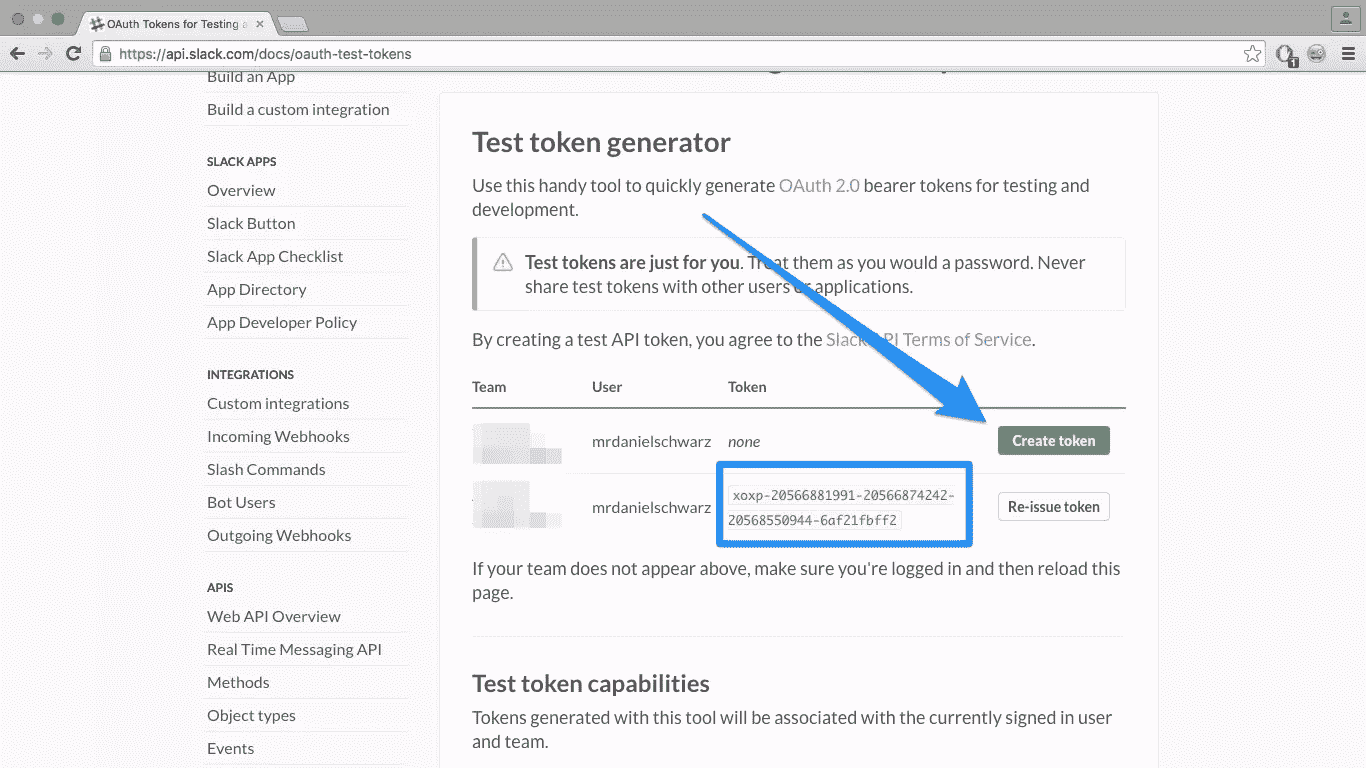 OAuth Tokens for Testing a
https://api.slack.com/docs/oauth-test-tokens
1
Build an App
Build a custom integration
SLACK APPS
Overview
Slack Button
Slack App Checklist
App Directory
App Developer Policy
INTEGRATIONS
Custom integrations
Incoming Webhooks
Slash Commands
Bot Users
Outgoing Webhooks
APIS
Web API Overview
Real Time Messaging API
Methods
Object types
Events
Test token generator
Use this handy tool to quickly generate OAuth 2.0 bearer tokens for testing and
development.
Test tokens are just for you. Treat them as you would a password. Never
share test tokens with other users or applications.
By creating a test API token, you agree to the Slack API Terms of Service.
Team User Token
mrdanielschwarz none Create token
mrdanielschwarz xoxp-20566881991-20566874242-
20568550944-6af21fbff2 Re-issue token
If your team does not appear above, make sure you're logged in and then reload this
page.
Test token capabilities
Tokens generated with this tool will be associated with the currently signed in user
and team.